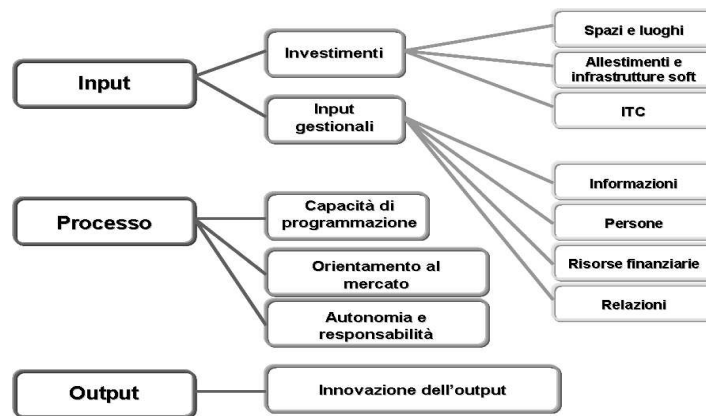 Input
Investimenti
Spazi e luoghi
Allestimenti e
infrastrutture soft
ITC
Input
gestionali
Informazioni
Persone
Risorse finanziarie
Relazioni
Processo
Capacità di
programmazione
Orientamento al
mercato
Autonomia e
responsabilità
Output
Innovazione dell'output